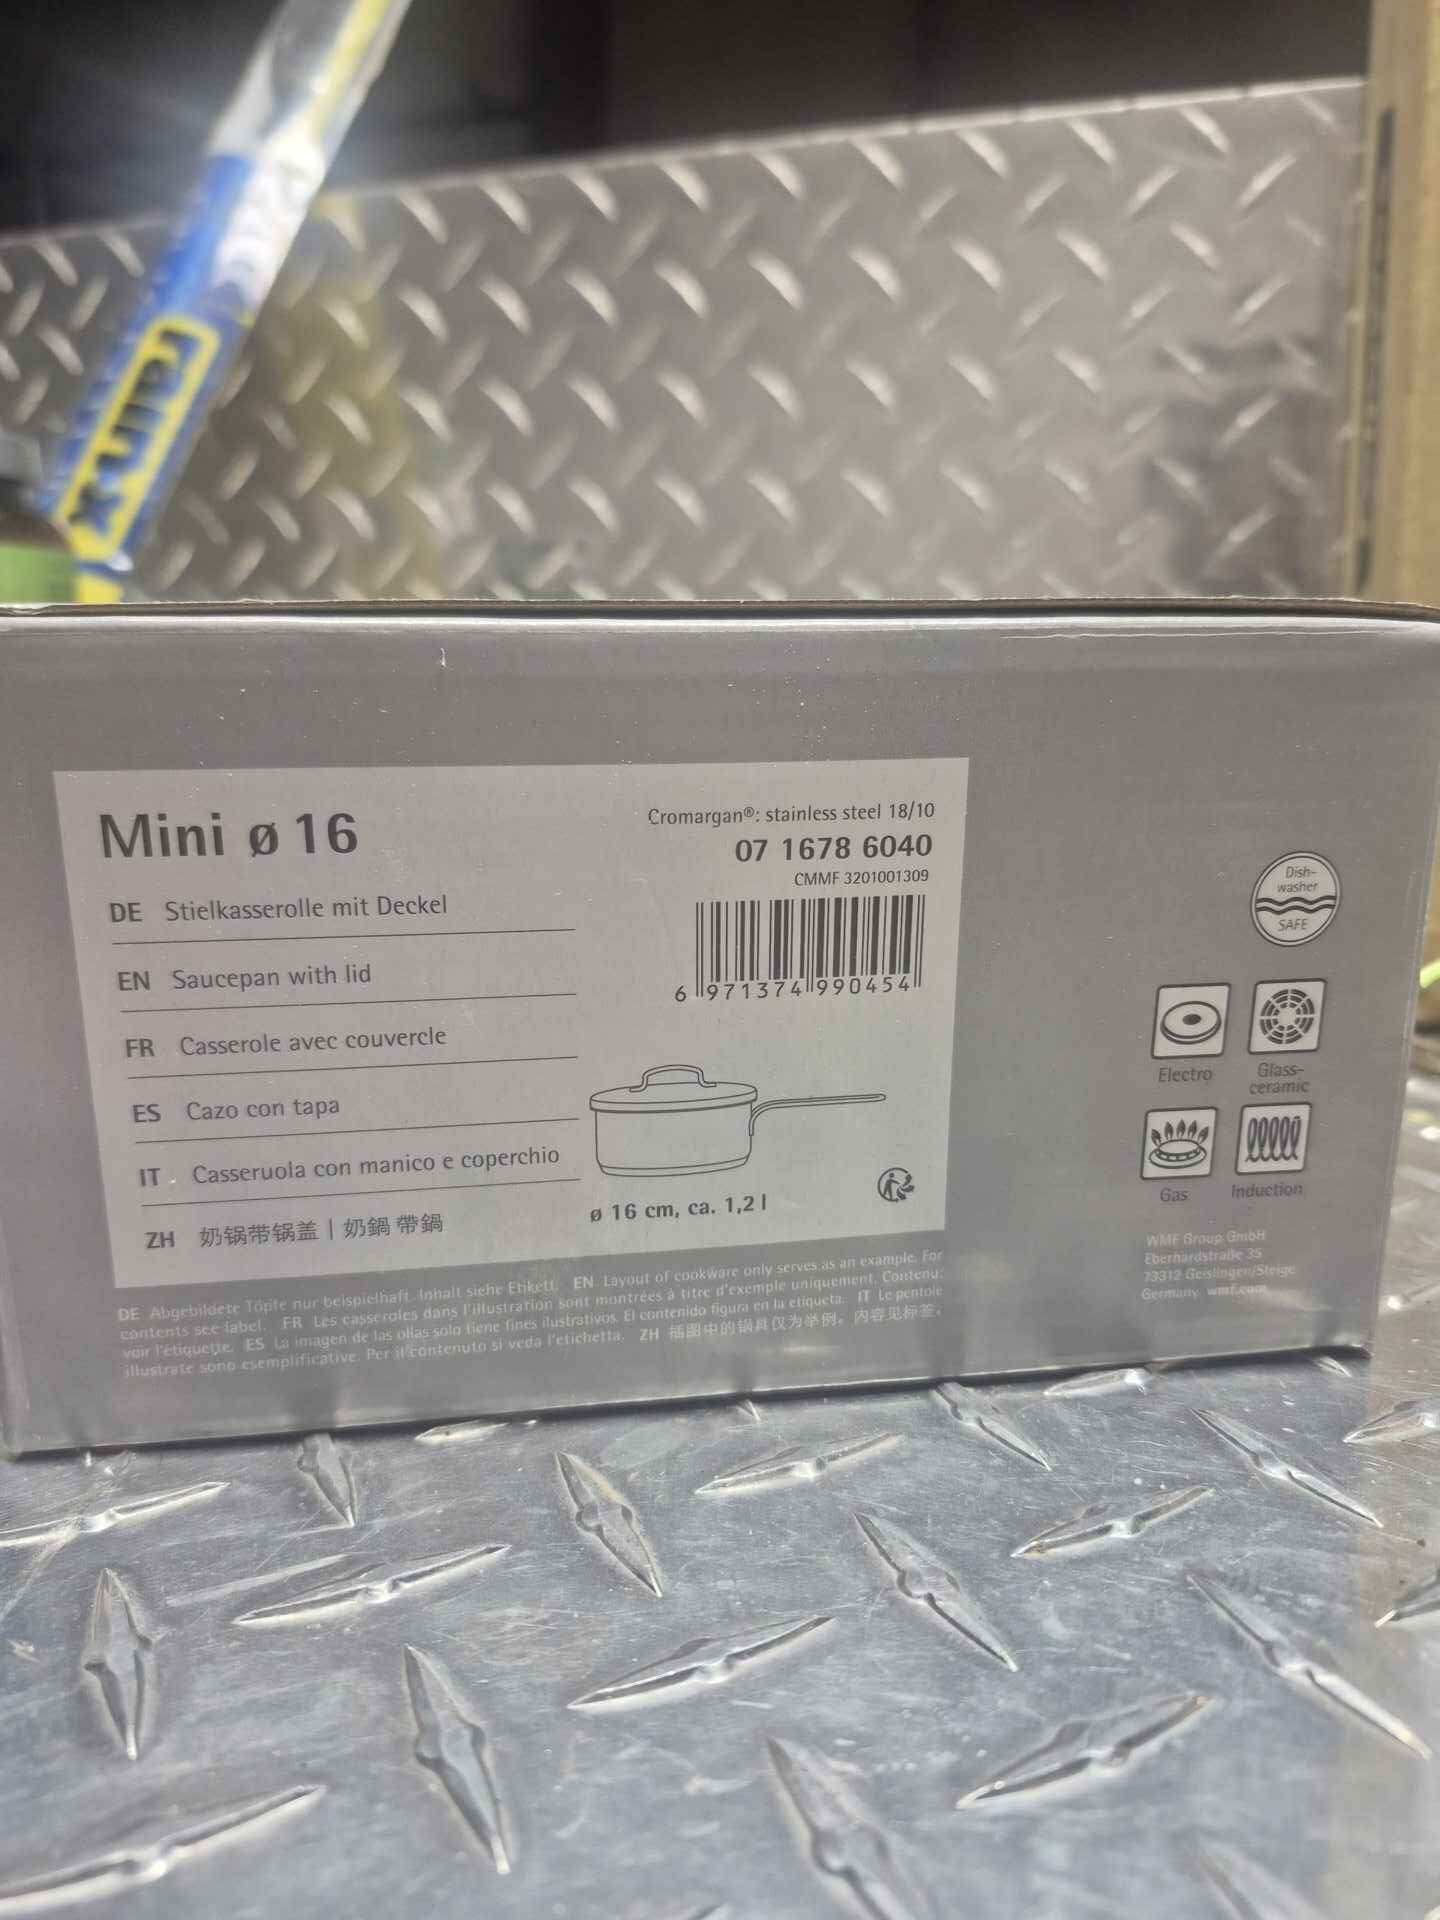 Mini ø 16
DE Stielkasserolle mit Deckel
EN Saucepan with lid
FR Casserole avec couvercle
ES Cazo con tapa
IT Casseruola con manico e coperchio
ZH 奶锅带锅盖 | 奶鍋 帶鍋
Cromargan®: stainless steel 18/10
07 1678 6040
CMMF 3201001309
6 971374 990454
ø 16 cm, ca. 1,2 l
DE Abgebildete Töpfe nur beispielhaft. Inhalt siehe Etikett. EN Layout of cookware only serves as an example. For
contents see label. FR Les casseroles dans l'illustration sont montrées à titre d'exemple uniquement. Contenu:
voir l'étiquette. ES La imagen de las ollas solo tiene fines ilustrativos. El contenido figura en la etiqueta. IT Le pentole
illustrate sono esemplificative. Per il contenuto si veda l'etichetta. ZH 插图中的锅具仅为举例。内容见标签。
Dish-
washer
SAFE
Electro
Glass-
ceramic
Gas
Induction
WMF Group GmbH
Eberhardstraße 35
73312 Geislingen/Steige
Germany wmf.com